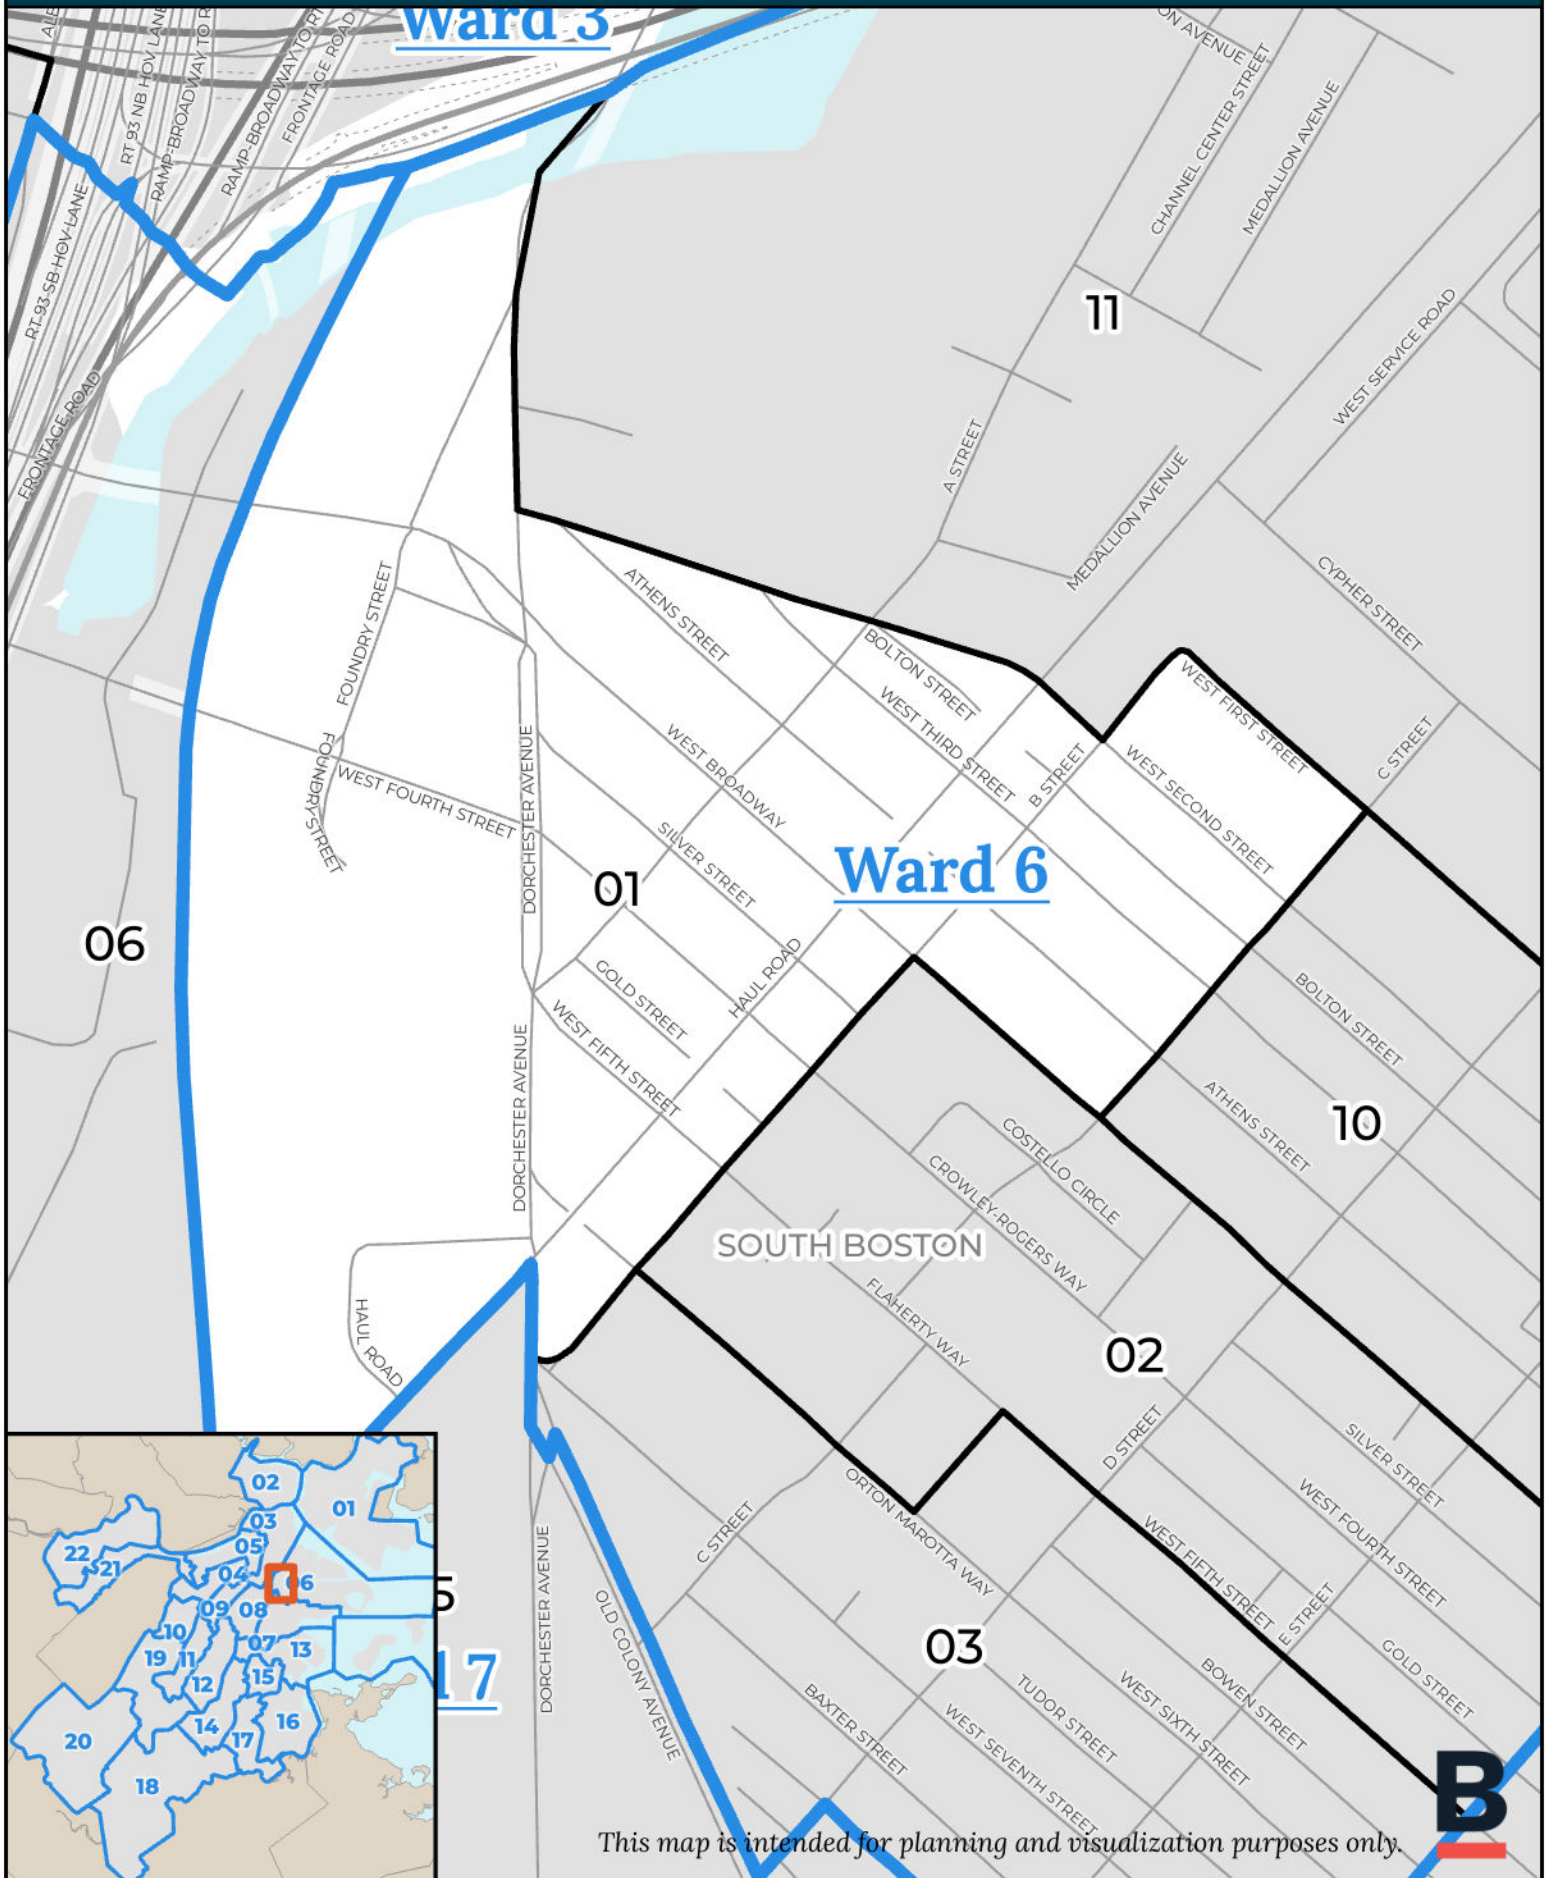 Ward 3
ON AVENUE
CHANNEL CENTER STREET
MEDALLION AVENUE
ALB
RT 93 NB HOV LANE
RAMP-BROADWAY TO R
RAMP-BROADWAY TO RT
FRONTAGE ROAD
RT-93-SB-HOV-LANE
FRONTAGE ROAD
11
WEST SERVICE ROAD
A STREET
MEDALLION AVENUE
CYPHER STREET
ATHENS STREET
FOUNDRY STREET
BOLTON STREET
WEST THIRD STREET
WEST FIRST STREET
C STREET
WEST BROADWAY
B STREET
WEST SECOND STREET
FOUNDRY STREET
WEST FOURTH STREET
DORCHESTER AVENUE
SILVER STREET
Ward 6
01
06
HAUL ROAD
GOLD STREET
WEST FIFTH STREET
BOLTON STREET
DORCHESTER AVENUE
ATHENS STREET
10
COSTELLO CIRCLE
CROWLEY-ROGERS WAY
SOUTH BOSTON
FLAHERTY WAY
HAUL ROAD
02
D STREET
SILVER STREET
WEST FOURTH STREET
ORTON MAROTTA WAY
C STREET
WEST FIFTH STREET
DORCHESTER AVENUE
OLD COLONY AVENUE
E STREET
03
GOLD STREET
BOWEN STREET
WEST SIXTH STREET
TUDOR STREET
WEST SEVENTH STREET
BAXTER STREET
5
17
02
01
03
05
22
21
04
06
09
08
10
07
13
19
11
12
15
14
17
16
20
18
This map is intended for planning and visualization purposes only.
B